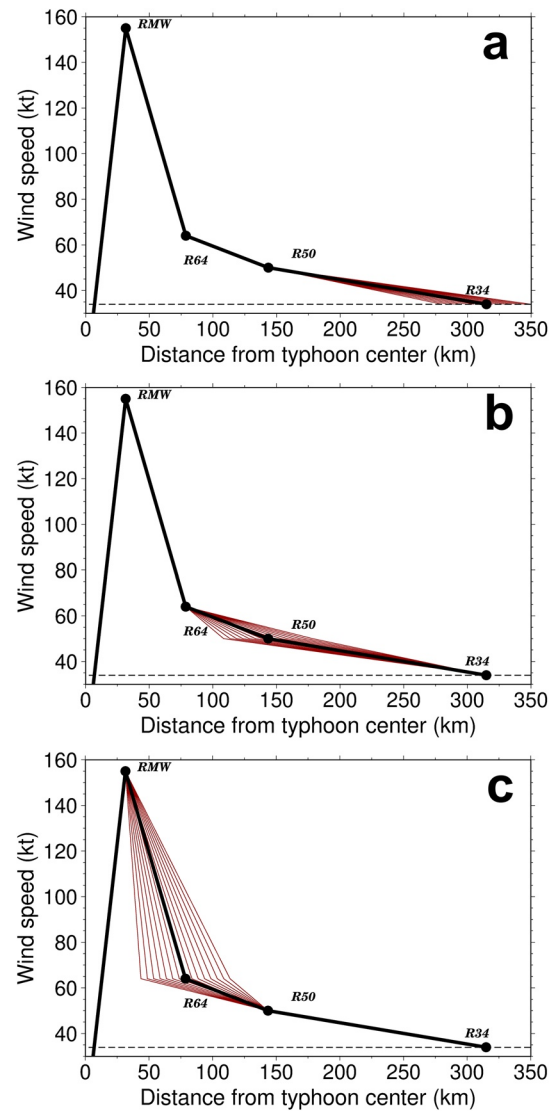 160
RMW
a
140
120
100
80
60
40
Wind speed (kt)
R64
R50
R34
0 50 100 150 200 250 300 350
Distance from typhoon center (km)
160
RMW
b
140
120
100
80
60
40
Wind speed (kt)
R64
R50
R34
0 50 100 150 200 250 300 350
Distance from typhoon center (km)
160
RMW
c
140
120
100
80
60
40
Wind speed (kt)
R64
R50
R34
0 50 100 150 200 250 300 350
Distance from typhoon center (km)